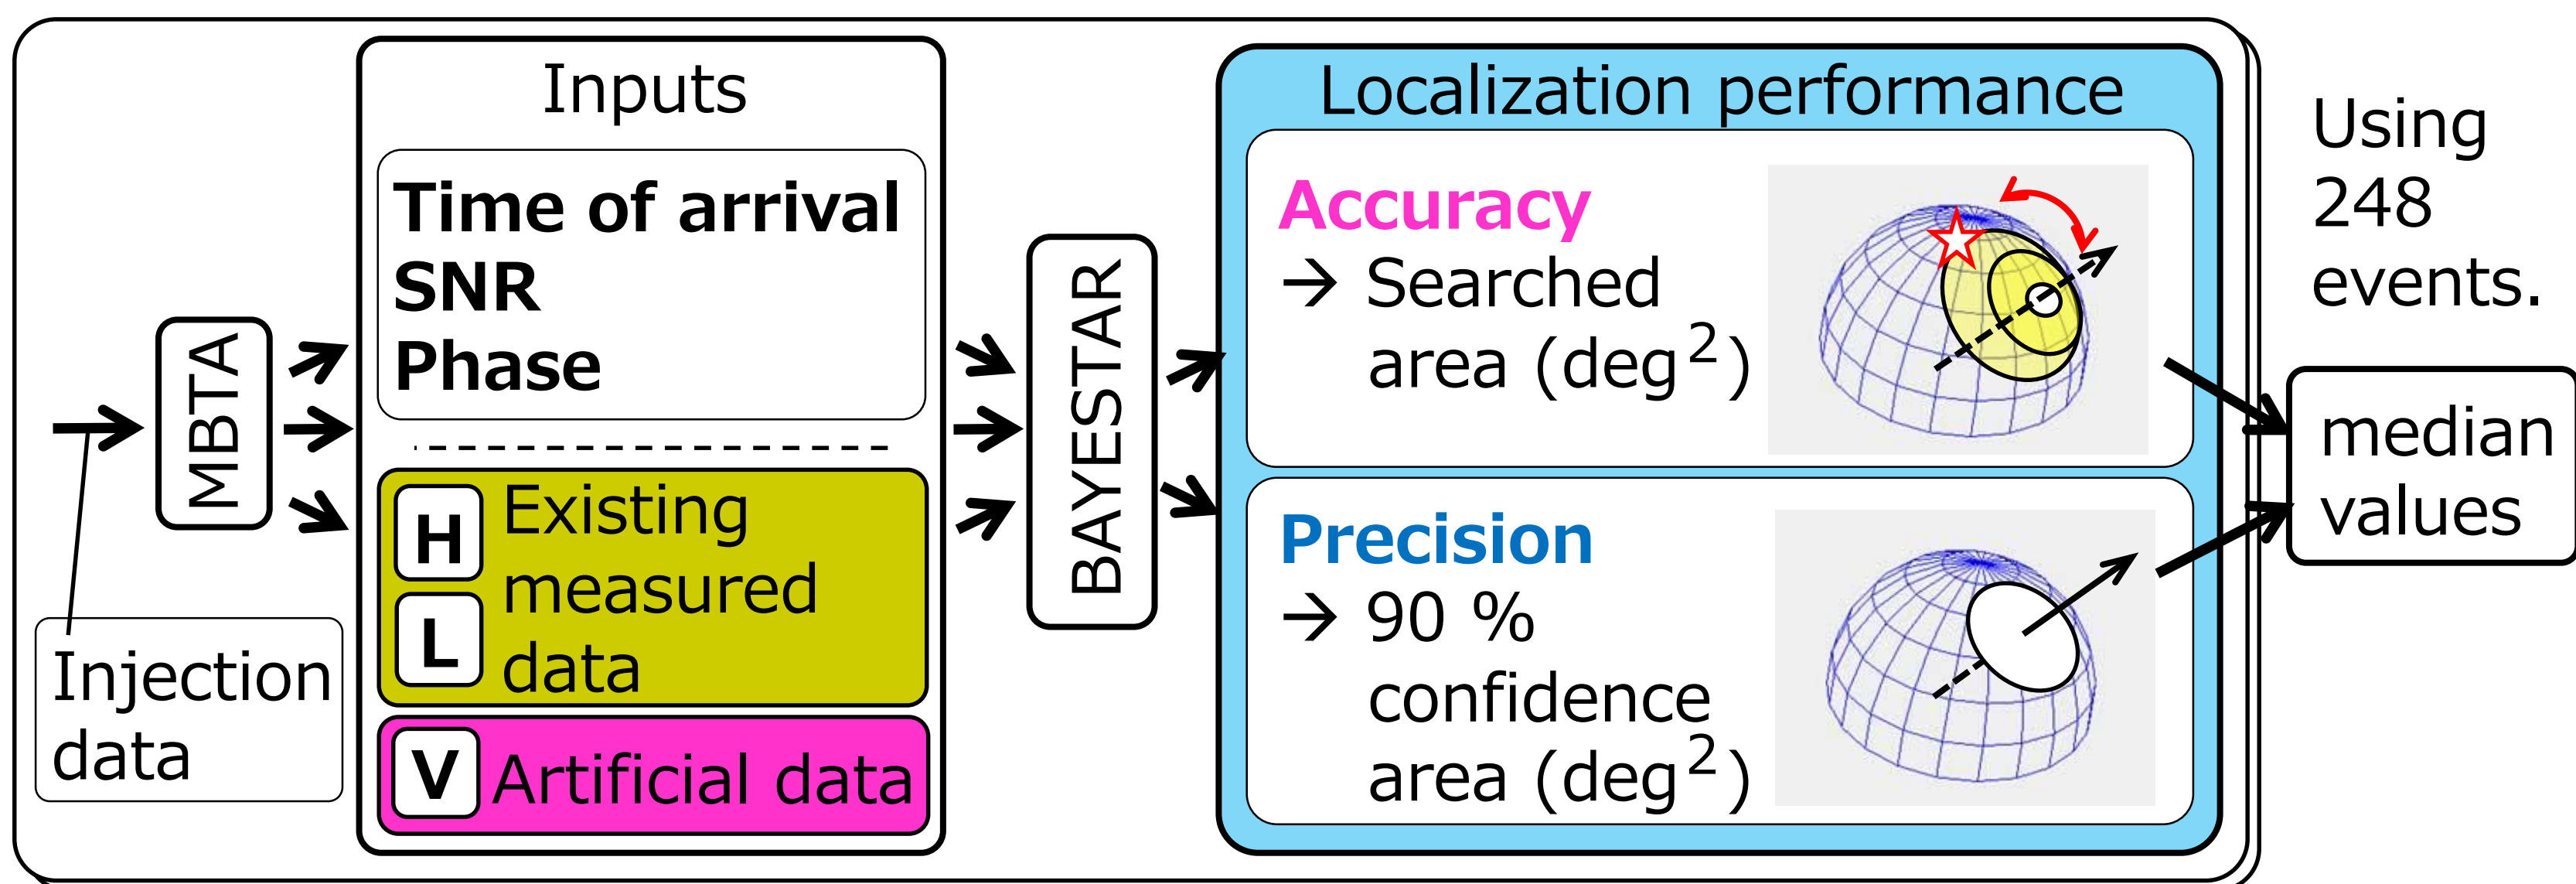 Injection
data
MBTA
Inputs
Time of arrival
SNR
Phase
H
L
Existing
measured
data
V Artificial data
BAYESTAR
Localization performance
Accuracy
→ Searched
area (deg²)
Precision
→ 90 %
confidence
area (deg²)
Using
248
events.
median
values